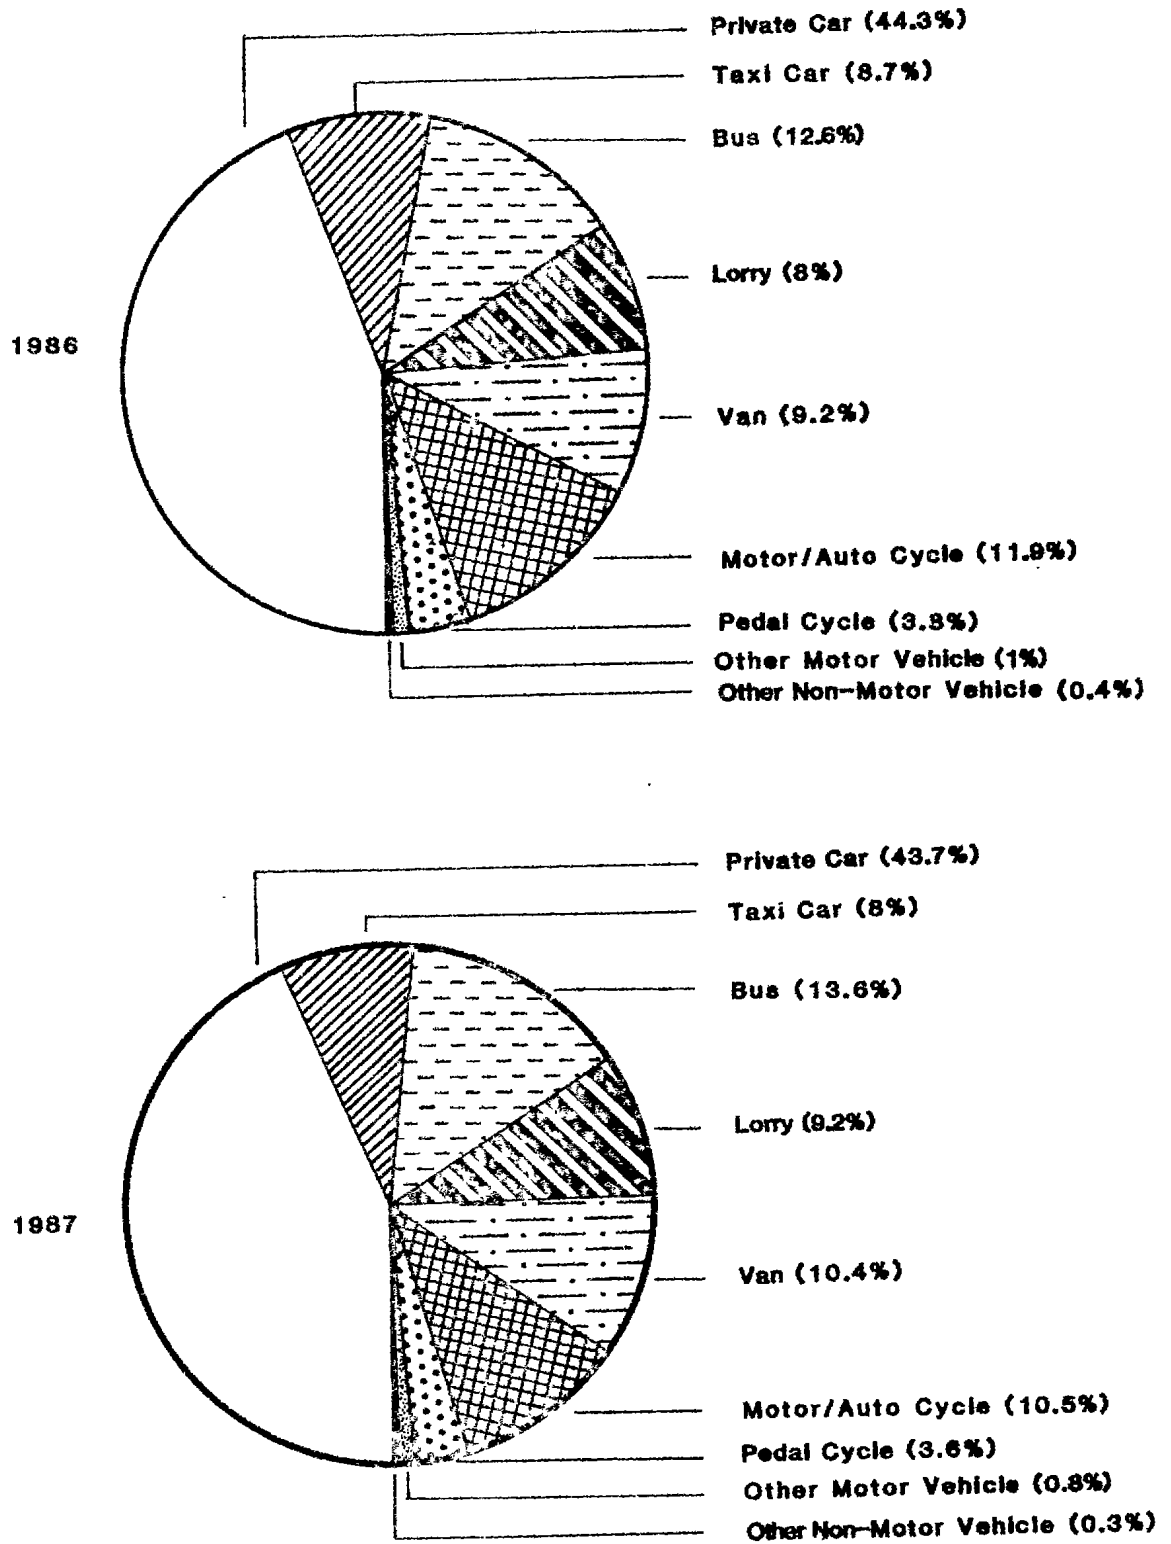 Private Car (44.3%)
Taxi Car (8.7%)
Bus (12.6%)
Lorry (8%)
1986
Van (9.2%)
Motor/Auto Cycle (11.9%)
Pedal Cycle (3.8%)
Other Motor Vehicle (1%)
Other Non-Motor Vehicle (0.4%)
Private Car (43.7%)
Taxi Car (8%)
Bus (13.6%)
Lorry (9.2%)
1987
Van (10.4%)
Motor/Auto Cycle (10.5%)
Pedal Cycle (3.6%)
Other Motor Vehicle (0.8%)
Other Non-Motor Vehicle (0.3%)